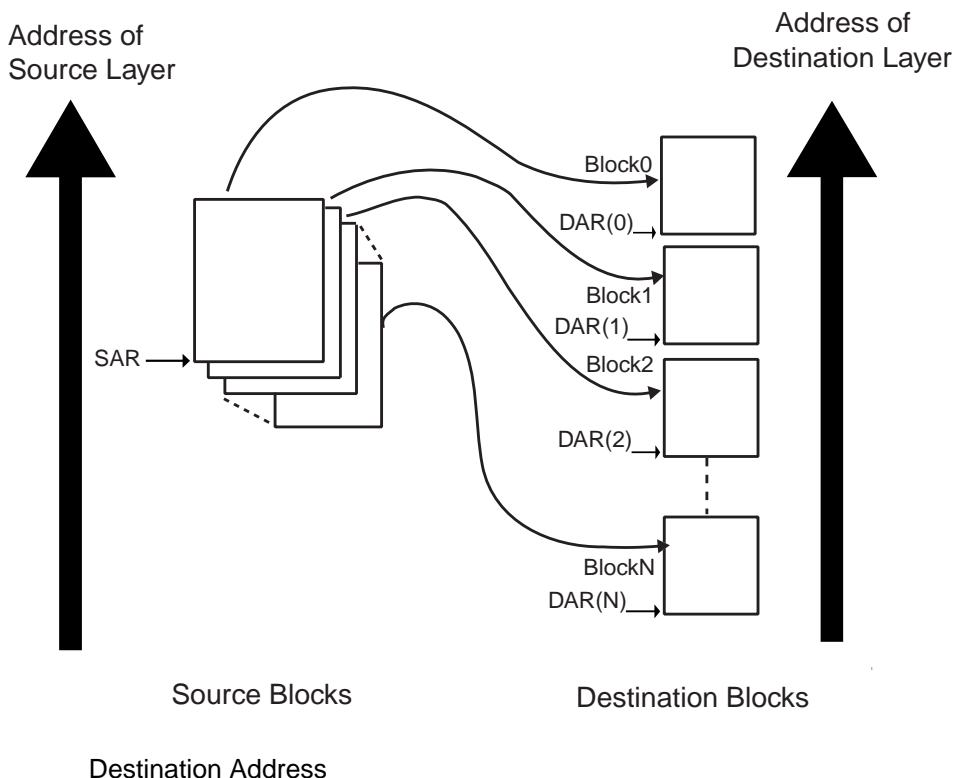 Address of
Source Layer
Address of
Destination Layer
Block0
DAR(0)
Block1
DAR(1)
SAR
Block2
DAR(2)
BlockN
DAR(N)
Source Blocks
Destination Blocks
Destination Address